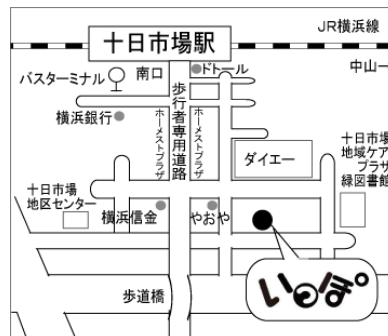 JR横浜線
十日市場駅
中山→
バスターミナル
南口
ドトール
横浜銀行
歩行者専用道路
ホーメストプラザ
ホーメストプラザ
ダイエー
十日市場
地域ケア
プラザ
緑図書館
十日市場
地区センター
横浜信金
やおや
歩道橋
いっぽ